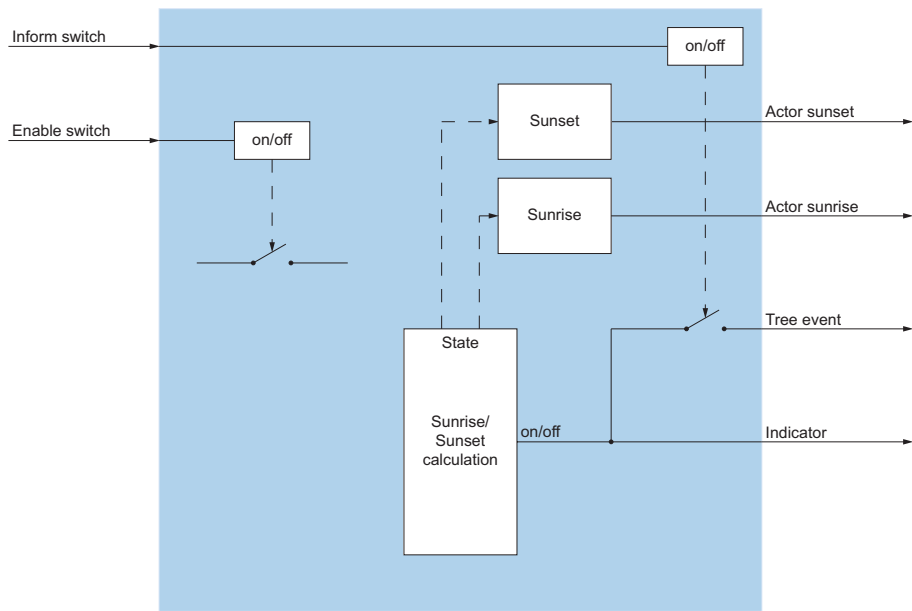 Inform switch
on/off
Enable switch
on/off
Sunset
Actor sunset
Sunrise
Actor sunrise
Tree event
State
Sunrise/
Sunset
calculation
on/off
Indicator